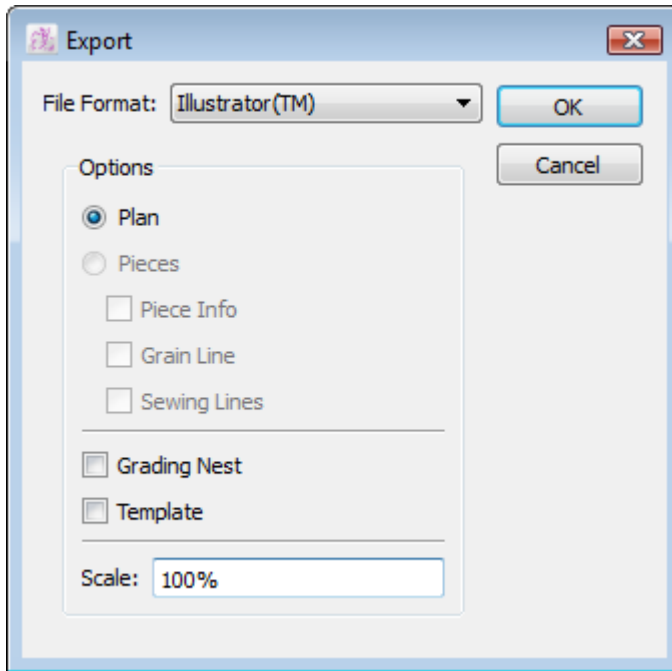 Export
File Format: Illustrator(TM)
OK
Cancel
Options
Plan
Pieces
Piece Info
Grain Line
Sewing Lines
Grading Nest
Template
Scale: 100%